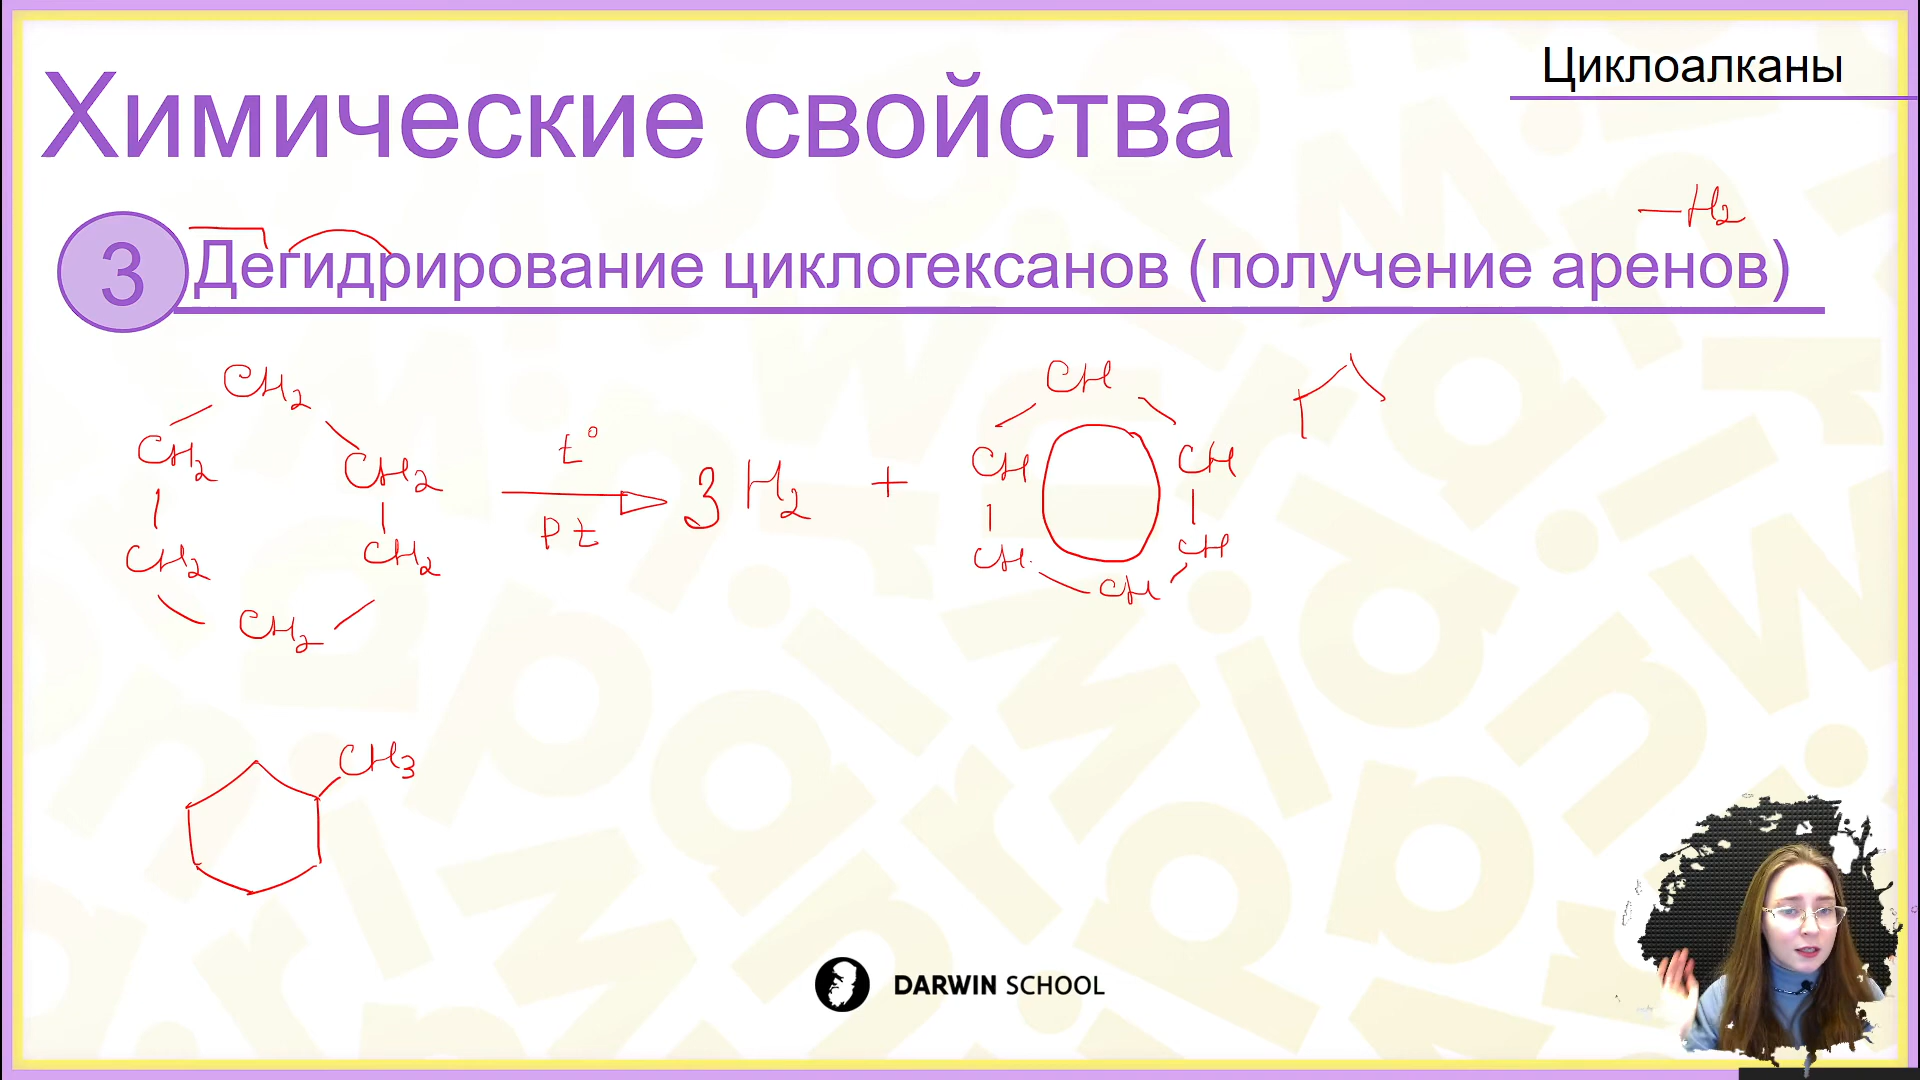 Циклоалканы
Химические свойства
—H2
3 Дегидрирование циклогексанов (получение аренов)
CH2
CH2 CH2
CH2 CH2
CH2
t°
Pt
3 H2 +
CH
CH CH
CH CH
CH
CH3
DARWIN SCHOOL